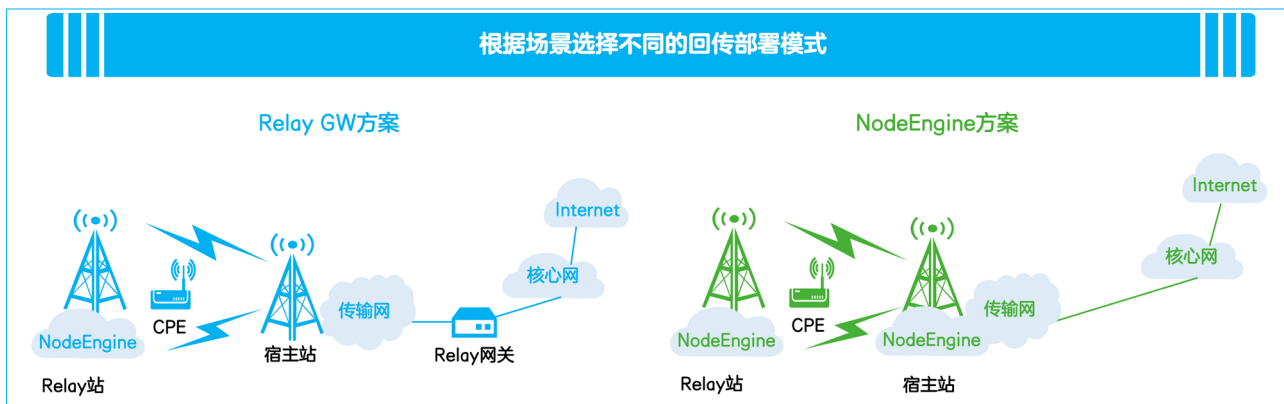 根据场景选择不同的回传部署模式
Relay GW方案
Internet
核心网
传输网
NodeEngine
CPE
宿主站
Relay网关
Relay站
NodeEngine方案
Internet
核心网
传输网
NodeEngine
CPE
NodeEngine
Relay站
宿主站